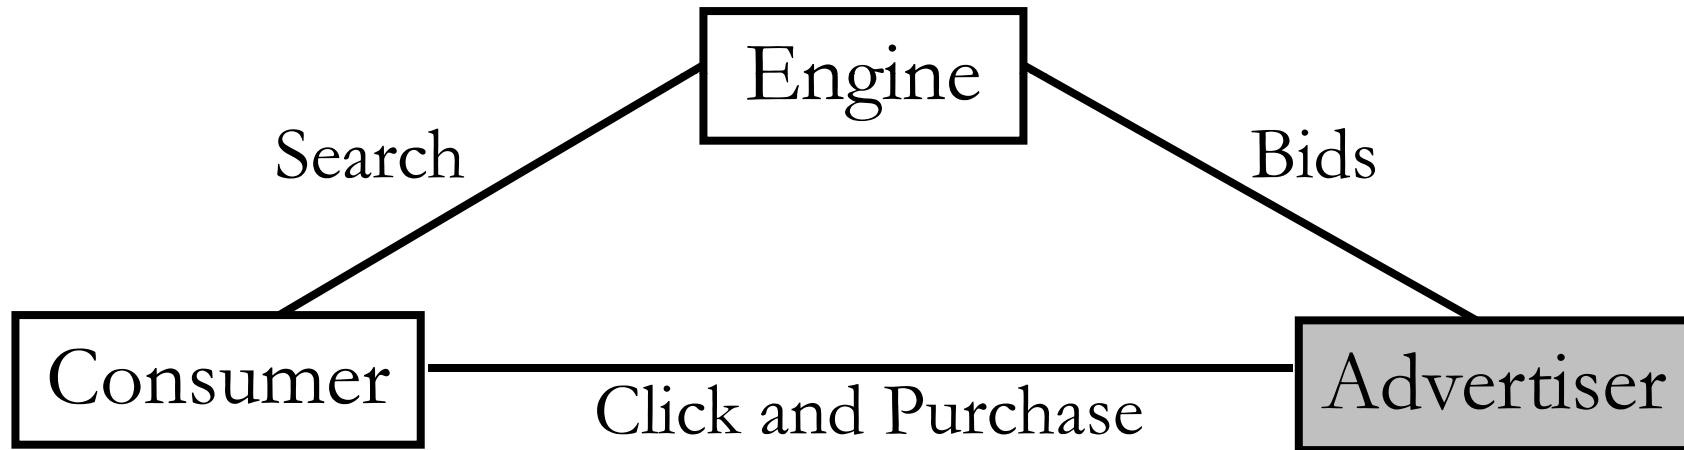 Engine
Search
Bids
Consumer
Advertiser
Click and Purchase